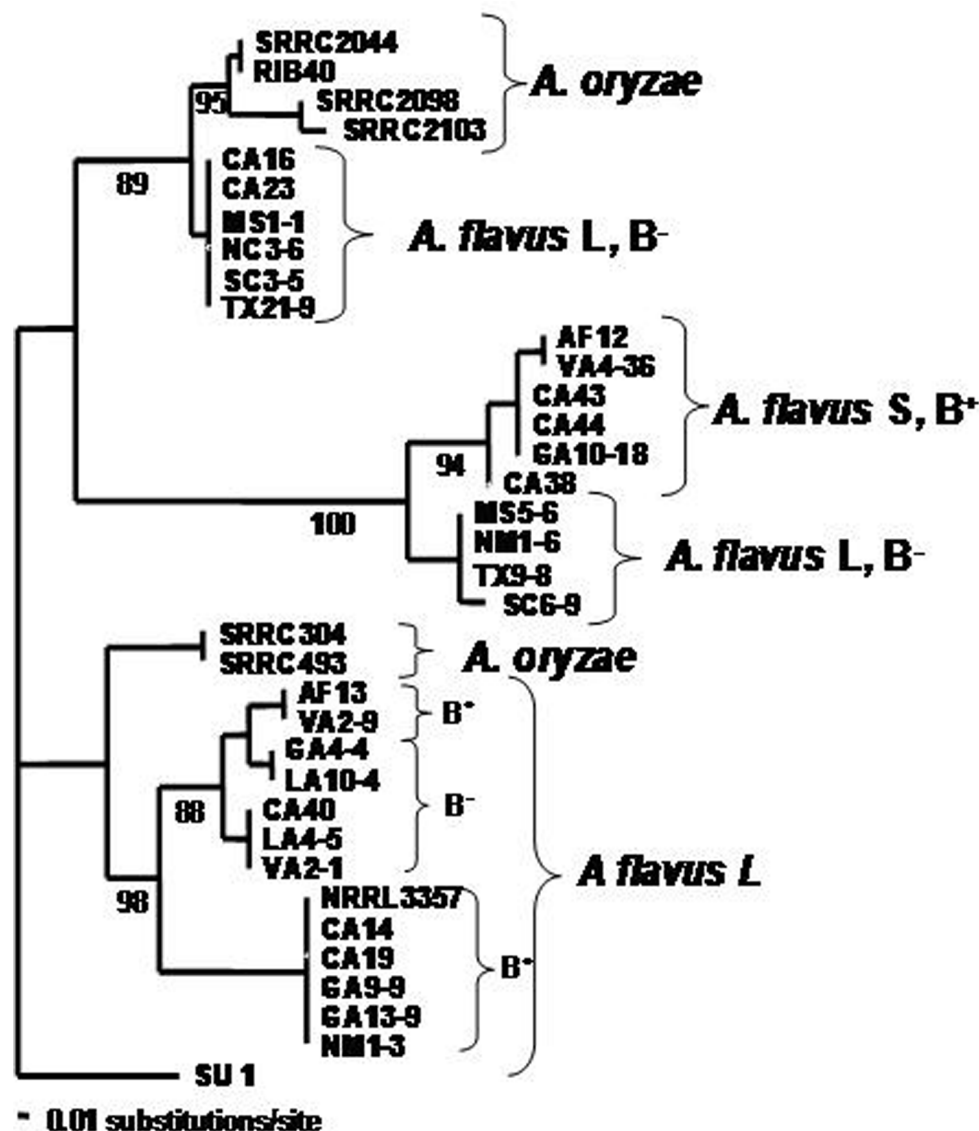 SRRC2044
RIB40
SRRC2098
SRRC2103
A. oryzae
95
89
CA16
CA23
MS1-1
NC3-6
SC3-5
TX21-9
A. flavus L, B⁻
AF12
VA4-36
CA43
CA44
GA10-18
CA38
A. flavus S, B⁺
94
100
MS5-6
NM1-6
TX9-8
SC6-9
A. flavus L, B⁻
SRRC304
SRRC493
A. oryzae
AF13
VA2-9
B⁺
GA4-4
LA10-4
CA40
LA4-5
VA2-1
B⁻
88
98
A flavus L
NRRL3357
CA14
CA19
GA9-9
GA13-9
NM1-3
B⁺
SU 1
0.01 substitutions/site